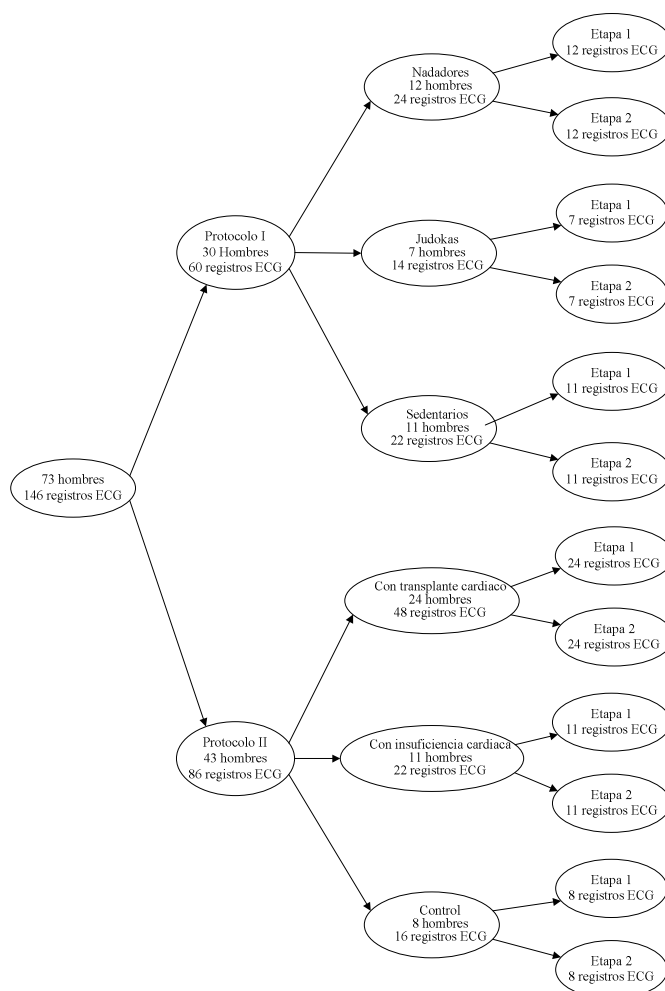 73 hombres
146 registros ECG
Protocolo I
30 Hombres
60 registros ECG
Nadadores
12 hombres
24 registros ECG
Etapa 1
12 registros ECG
Etapa 2
12 registros ECG
Judokas
7 hombres
14 registros ECG
Etapa 1
7 registros ECG
Etapa 2
7 registros ECG
Sedentarios
11 hombres
22 registros ECG
Etapa 1
11 registros ECG
Etapa 2
11 registros ECG
Protocolo II
43 hombres
86 registros ECG
Con transplante cardiaco
24 hombres
48 registros ECG
Etapa 1
24 registros ECG
Etapa 2
24 registros ECG
Con insuficiencia cardiaca
11 hombres
22 registros ECG
Etapa 1
11 registros ECG
Etapa 2
11 registros ECG
Control
8 hombres
16 registros ECG
Etapa 1
8 registros ECG
Etapa 2
8 registros ECG